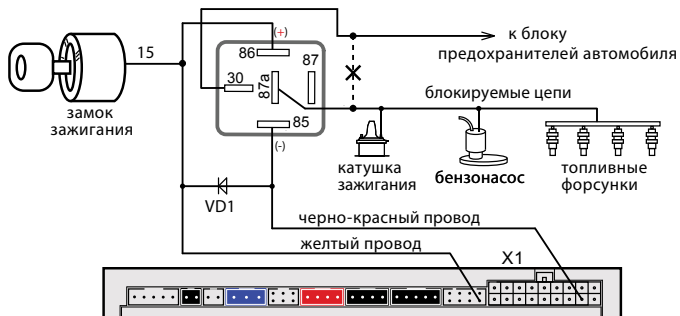 к блоку
предохранителей автомобиля
15
86
(+)
87
30
87a
85
(-)
замок
зажигания
блокируемые цепи
катушка
зажигания
бензонасос
топливные
форсунки
VD1
черно-красный провод
желтый провод
X1